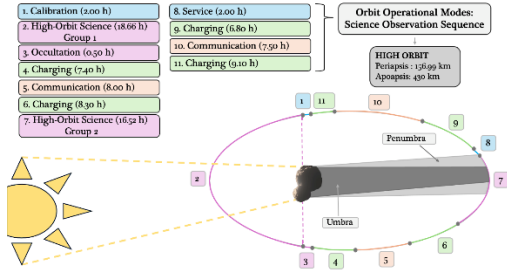 1. Calibration (2.00 h)
2. High-Orbit Science (18.66 h)
Group 1
3. Occultation (0.50 h)
4. Charging (7.40 h)
5. Communication (8.00 h)
6. Charging (8.30 h)
7. High-Orbit Science (16.52 h)
Group 2
8. Service (2.00 h)
9. Charging (6.80 h)
10. Communication (7.50 h)
11. Charging (9.10 h)
Orbit Operational Modes:
Science Observation Sequence
HIGH ORBIT
Periapsis : 156.99 km
Apoapsis: 430 km
1
11
10
9
8
Penumbra
2
7
Umbra
6
3
4
5